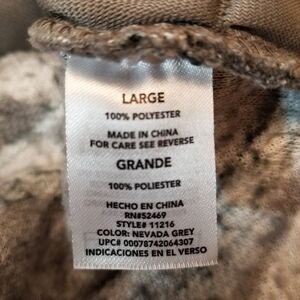 LARGE
100% POLYESTER
MADE IN CHINA
FOR CARE SEE REVERSE
GRANDE
100% POLIESTER
HECHO EN CHINA
RN#52469
STYLE# 11216
COLOR: NEVADA GREY
UPC# 00078742064307
INDICACIONES EN EL VERSO